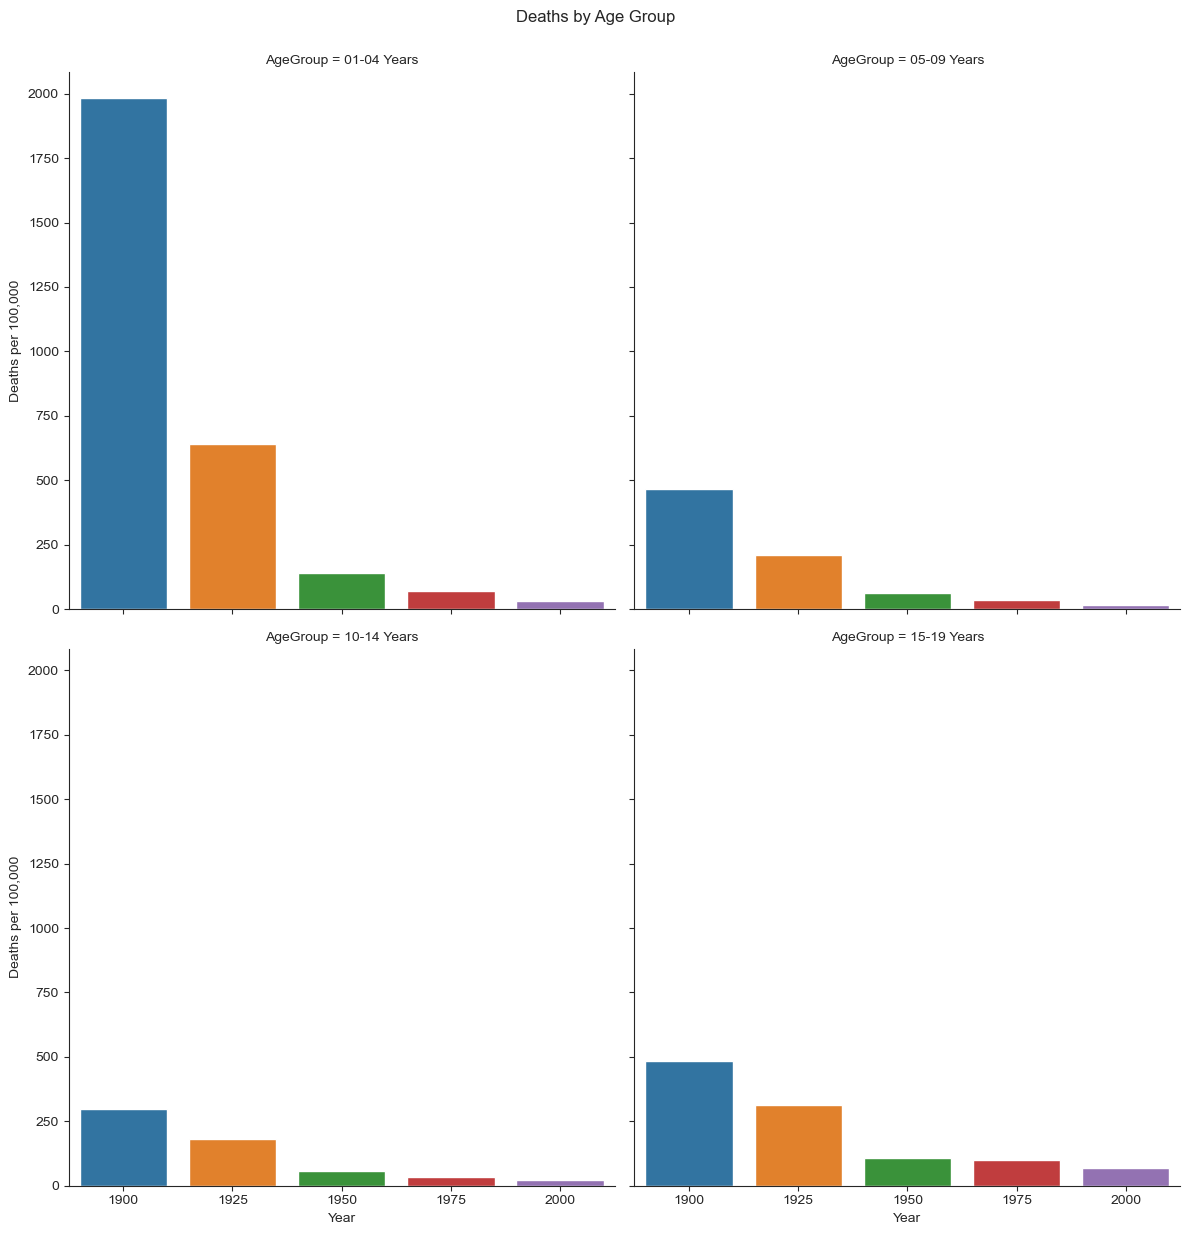 Deaths by Age Group
AgeGroup = 01-04 Years
AgeGroup = 05-09 Years
2000
1750
1500
1250
1000
750
500
250
0
Deaths per 100,000
AgeGroup = 10-14 Years
AgeGroup = 15-19 Years
2000
1750
1500
1250
1000
750
500
250
0
Deaths per 100,000
1900 1925 1950 1975 2000
Year
1900 1925 1950 1975 2000
Year